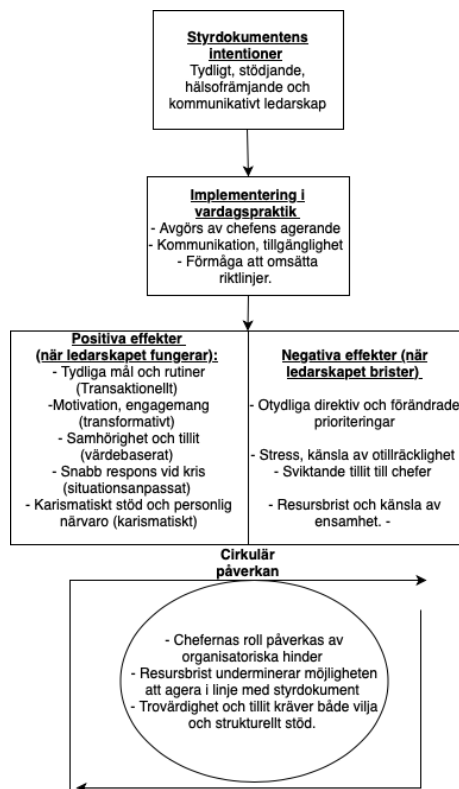 Styrdokumentens
intentioner
Tydligt, stödjande,
hälsofrämjande och
kommunikativt ledarskap
Implementering i
vardagspraktik
- Avgörs av chefens agerande
- Kommunikation, tillgänglighet
- Förmåga att omsätta
riktlinjer.
Positiva effekter
(när ledarskapet fungerar):
- Tydliga mål och rutiner
(Transaktionellt)
-Motivation, engagemang
(transformativt)
- Samhörighet och tillit
(värdebaserat)
- Snabb respons vid kris
(situationsanpassat)
- Karismatiskt stöd och personlig
närvaro (karismatiskt)
Negativa effekter (när
ledarskapet brister)
- Otydliga direktiv och förändrade
prioriteringar
- Stress, känsla av otillräcklighet
- Sviktande tillit till chefer
- Resursbrist och känsla av
ensamhet. -
Cirkulär
påverkan
- Chefernas roll påverkas av
organisatoriska hinder
- Resursbrist underminerar möjligheten
att agera i linje med styrdokument
- Trovärdighet och tillit kräver både vilja
och strukturellt stöd.